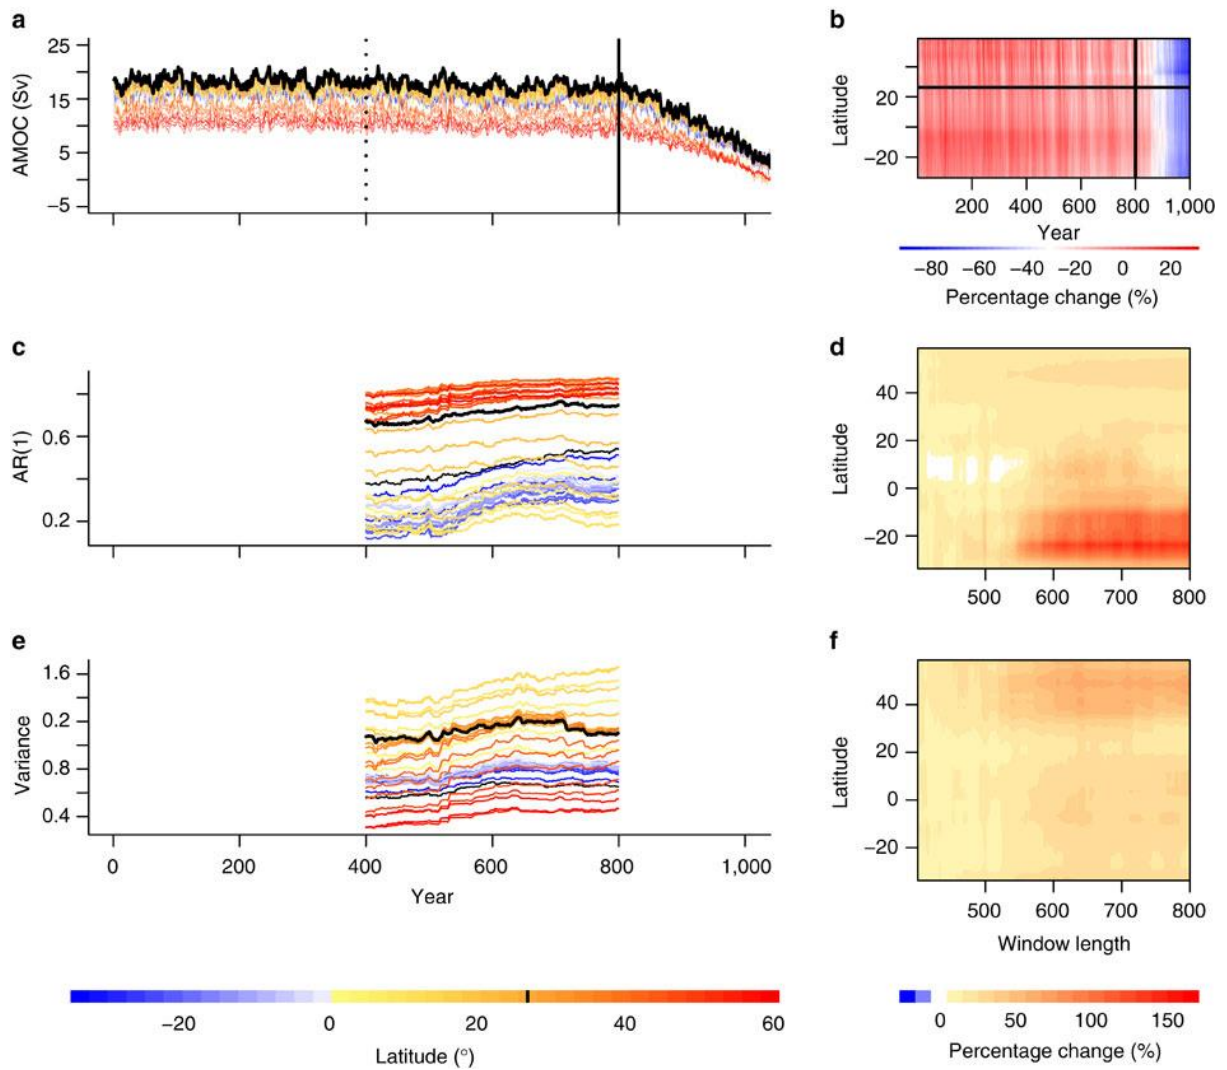 a
AMOC (Sv)
25
15
5
−5
b
Latitude
20
−20
200 400 600 800 1,000
Year
−80 −60 −40 −20 0 20
Percentage change (%)
c
AR(1)
0.6
0.2
d
Latitude
40
20
0
−20
500 600 700 800
e
Variance
1.6
0.2
0.8
0.4
0 200 400 600 800 1,000
Year
f
Latitude
40
20
0
−20
500 600 700 800
Window length
−20 0 20 40 60
Latitude (°)
0 50 100 150
Percentage change (%)